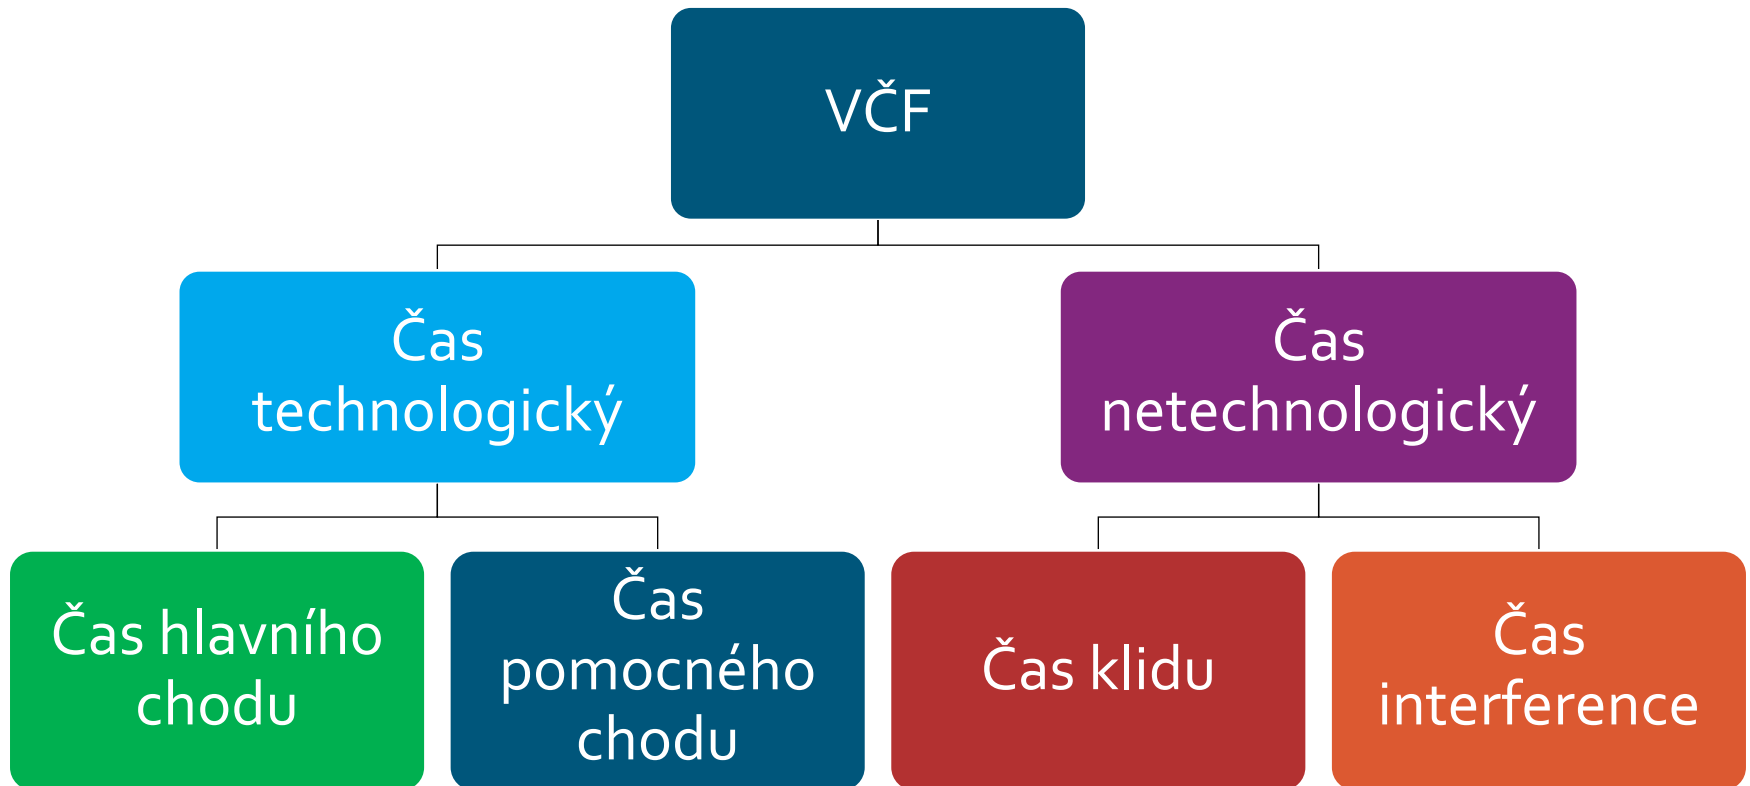 VČF
Čas
technologický
Čas
netechnologický
Čas hlavního
chodu
Čas
pomocného
chodu
Čas klidu
Čas
interference